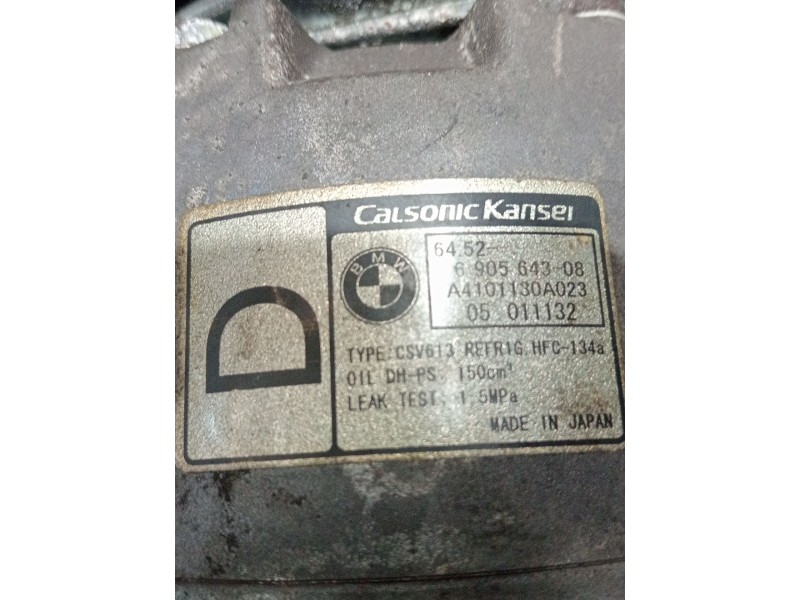 Calsonic Kansei
D
BMW
64.52-
6 905 643-08
A4101130A023
05 011132
TYPE:CSV613 REFRIG.HFC-134a
OIL DH-PS: 150cm³
LEAK TEST: 1.5MPa
MADE IN JAPAN